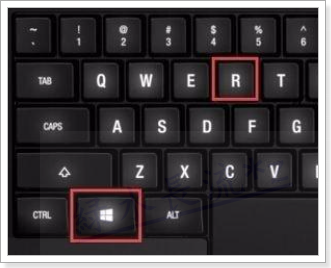 ~ ! @ # $ % ^
` 1 2 3 4 5 6
TAB Q W E R T
CAPS A S D F G
Z X C V
CTRL ALT